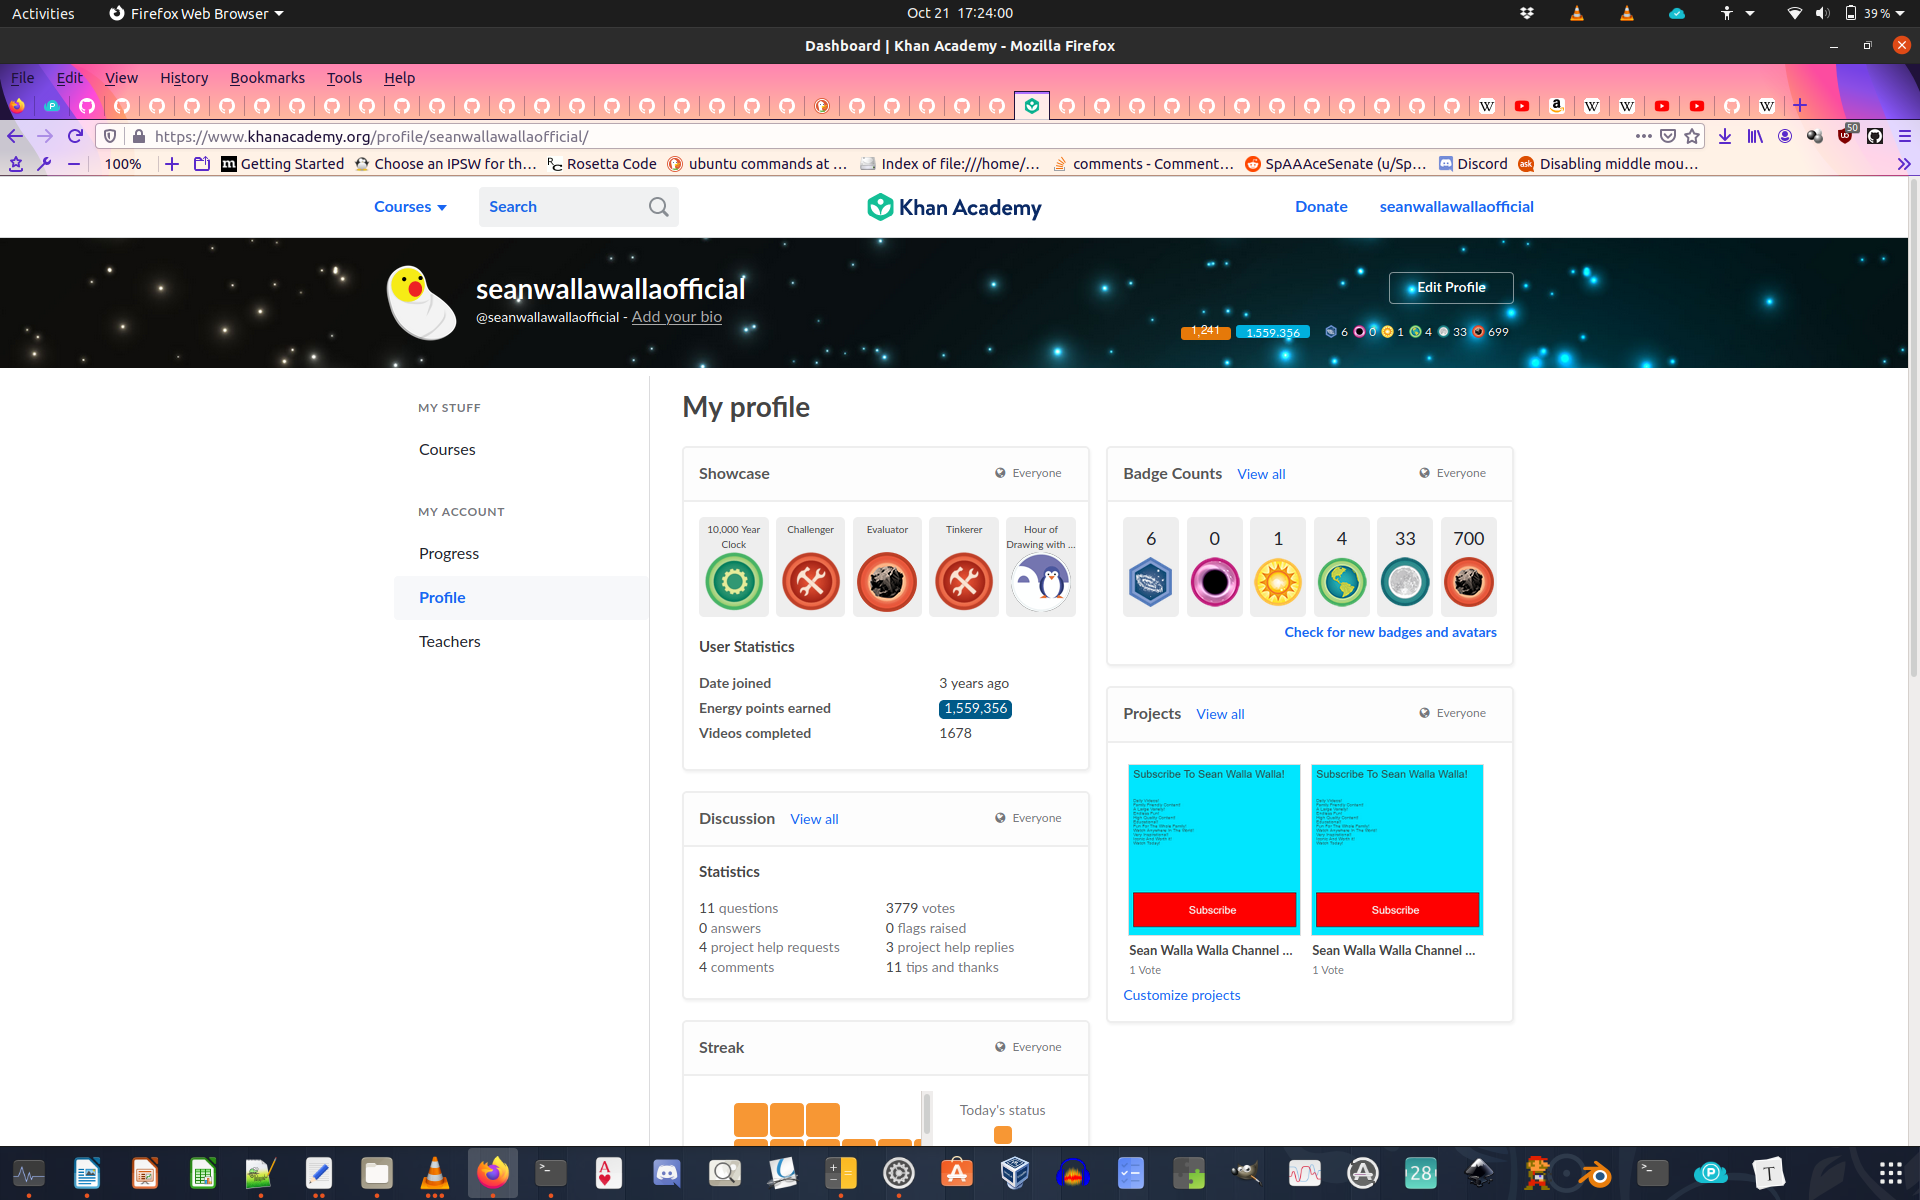 Activities
Firefox Web Browser
Oct 21 17:24:00
39 %
Dashboard | Khan Academy - Mozilla Firefox
File Edit View History Bookmarks Tools Help
https://www.khanacademy.org/profile/seanwallawallaofficial/
50
100%
Getting Started
Choose an IPSW for th…
Rosetta Code
ubuntu commands at …
Index of file:///home/…
comments - Comment…
SpAAAceSenate (u/Sp…
Discord
Disabling middle mou…
Courses
Search
Khan Academy
Donate
seanwallawallaofficial
seanwallawallaofficial
@seanwallawallaofficial - Add your bio
Edit Profile
1,241
1,559,356
6 0 1 4 33 699
MY STUFF
Courses
MY ACCOUNT
Progress
Profile
Teachers
My profile
Showcase
Everyone
10,000 Year Clock
Challenger
Evaluator
Tinkerer
Hour of Drawing with ...
User Statistics
Date joined 3 years ago
Energy points earned 1,559,356
Videos completed 1678
Badge Counts View all
Everyone
6 0 1 4 33 700
Check for new badges and avatars
Projects View all
Everyone
Subscribe To Sean Walla Walla!
Subscribe
Sean Walla Walla Channel ...
1 Vote
Subscribe To Sean Walla Walla!
Subscribe
Sean Walla Walla Channel ...
1 Vote
Customize projects
Discussion View all
Everyone
Statistics
11 questions 3779 votes
0 answers 0 flags raised
4 project help requests 3 project help replies
4 comments 11 tips and thanks
Streak
Everyone
Today's status
28